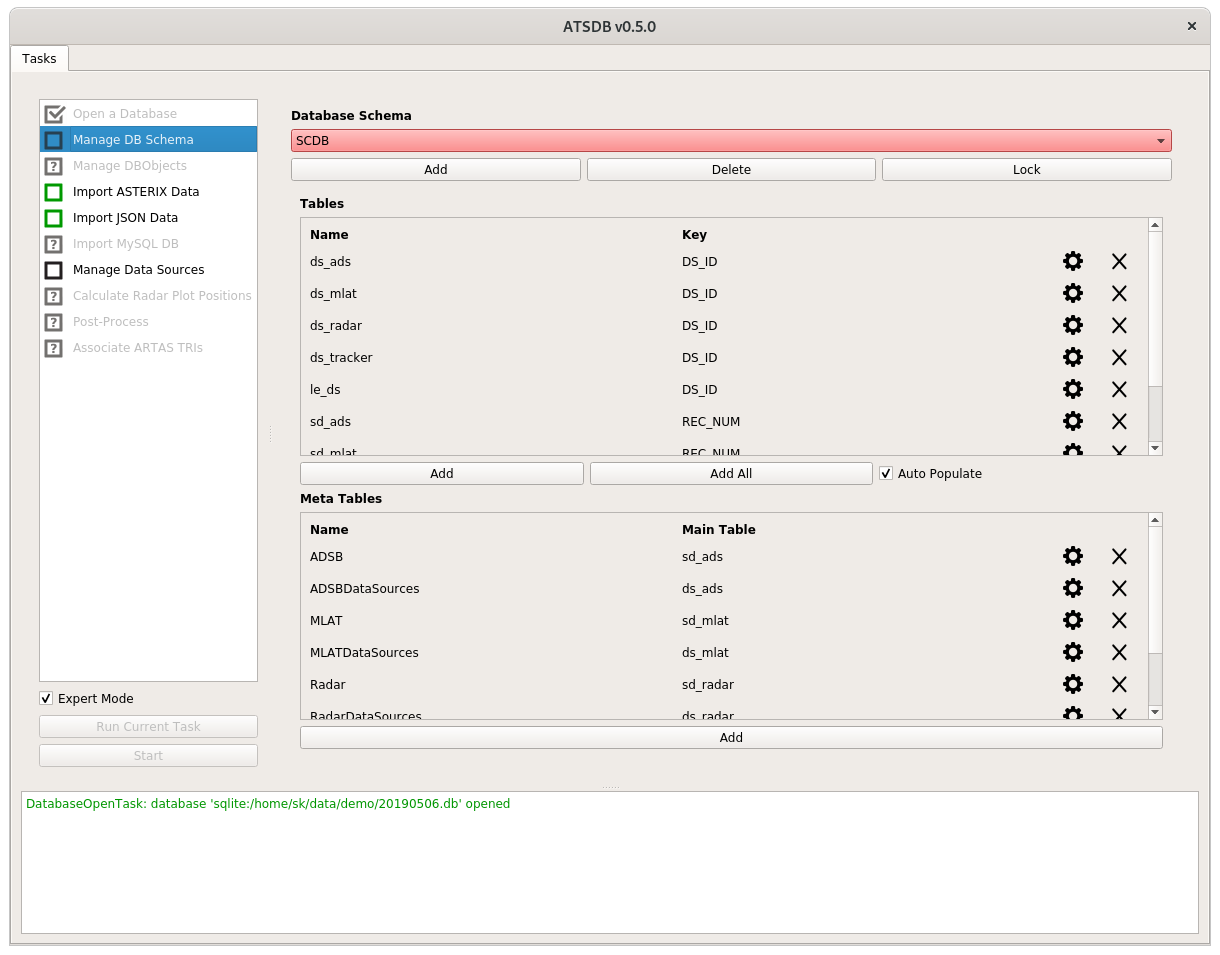 ATSDB v0.5.0
Tasks
Open a Database
Manage DB Schema
Manage DBObjects
Import ASTERIX Data
Import JSON Data
Import MySQL DB
Manage Data Sources
Calculate Radar Plot Positions
Post-Process
Associate ARTAS TRIs
Expert Mode
Run Current Task
Start
Database Schema
SCDB
Add Delete Lock
Tables
Name Key
ds_ads DS_ID
ds_mlat DS_ID
ds_radar DS_ID
ds_tracker DS_ID
le_ds DS_ID
sd_ads REC_NUM
sd_mlat REC_NUM
Add Add All Auto Populate
Meta Tables
Name Main Table
ADSB sd_ads
ADSBDataSources ds_ads
MLAT sd_mlat
MLATDataSources ds_mlat
Radar sd_radar
RadarDataSources ds_radar
Add
DatabaseOpenTask: database 'sqlite:/home/sk/data/demo/20190506.db' opened